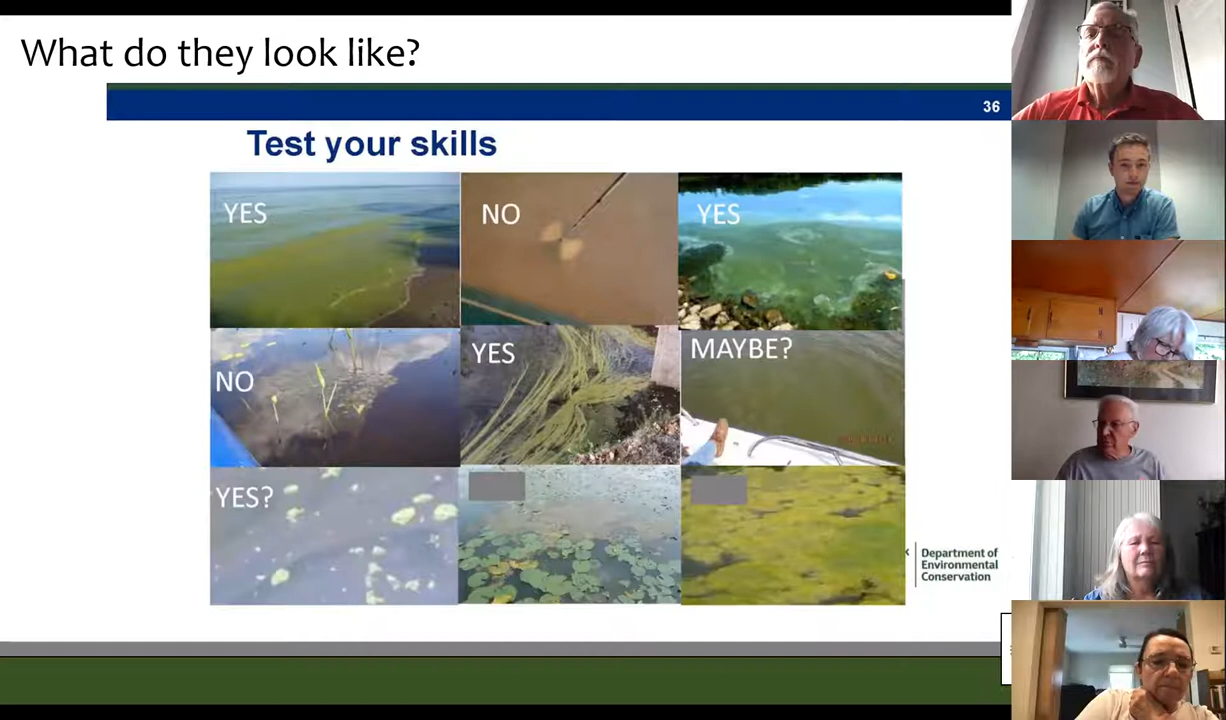 What do they look like?
36
Test your skills
YES
NO
YES
NO
YES
MAYBE?
YES?
Department of
Environmental
Conservation